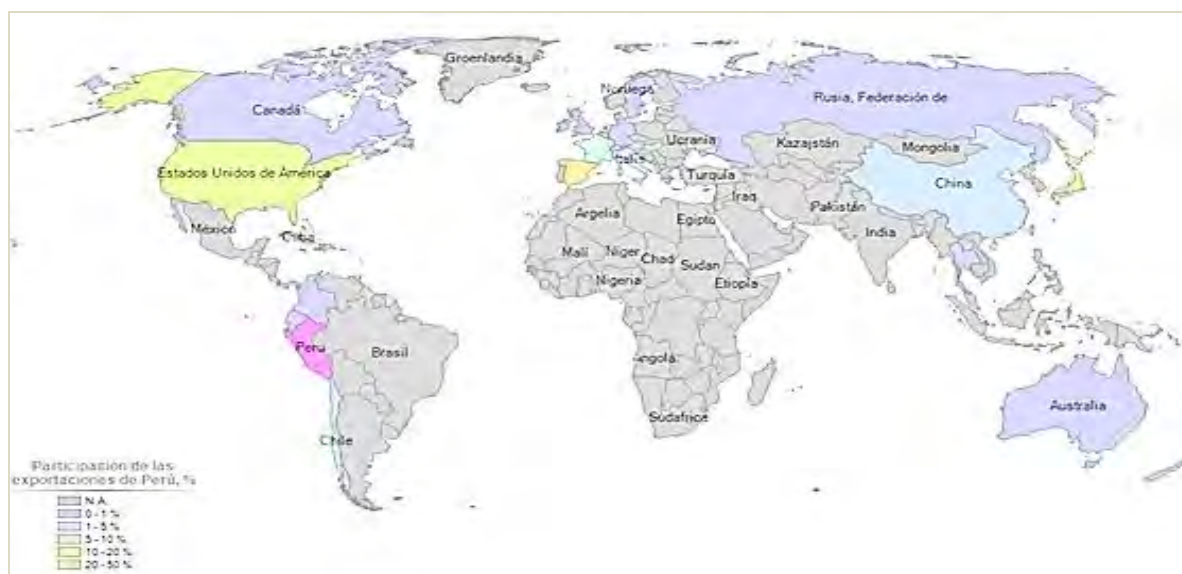 Groenlandia
Canadá
Noruega
Rusia, Federación de
Ucrania
Kazajstán
Mongolia
Italia
Estados Unidos de América
Turquía
China
Iraq
Pakistán
Argelia
Egipto
India
México
Cuba
Malí
Niger
Chad
Sudan
Nigeria
Etiopía
Perú
Brasil
Angola
Australia
Sudáfrica
Chile
Participación de las
exportaciones de Perú, %
N.A.
0 - 1 %
1 - 5 %
5 - 10 %
10 - 20 %
20 - 50 %